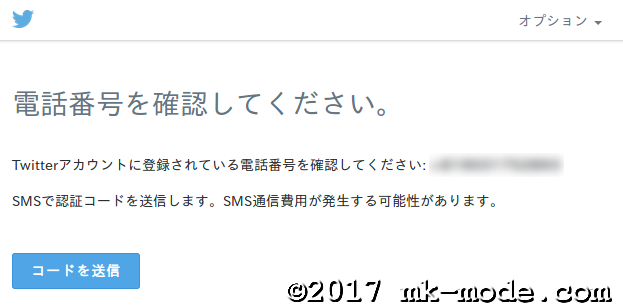 オプション
電話番号を確認してください。
Twitterアカウントに登録されている電話番号を確認してください:
SMSで認証コードを送信します。SMS通信費用が発生する可能性があります。
コードを送信
©2017 mk-mode.com